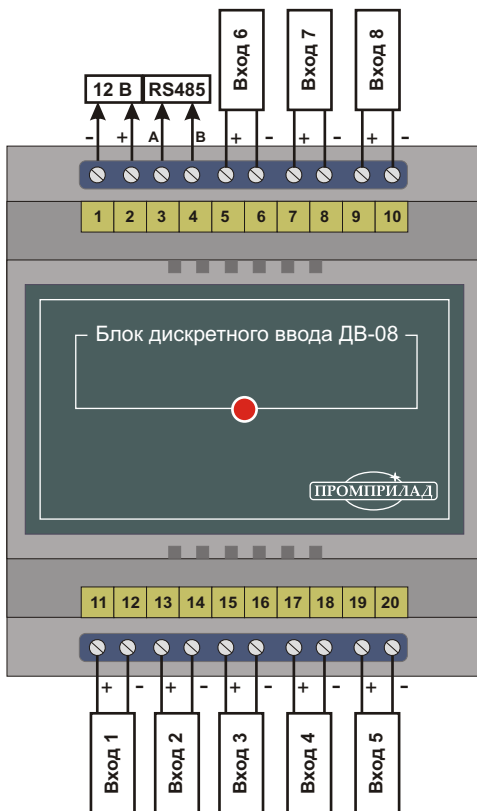 Вход 6
Вход 7
Вход 8
12 В RS485
- + A B + - + - + -
1 2 3 4 5 6 7 8 9 10
Блок дискретного ввода ДВ-08
ПРОМПРИЛАД
11 12 13 14 15 16 17 18 19 20
+ - + - + - + - + -
Вход 1
Вход 2
Вход 3
Вход 4
Вход 5